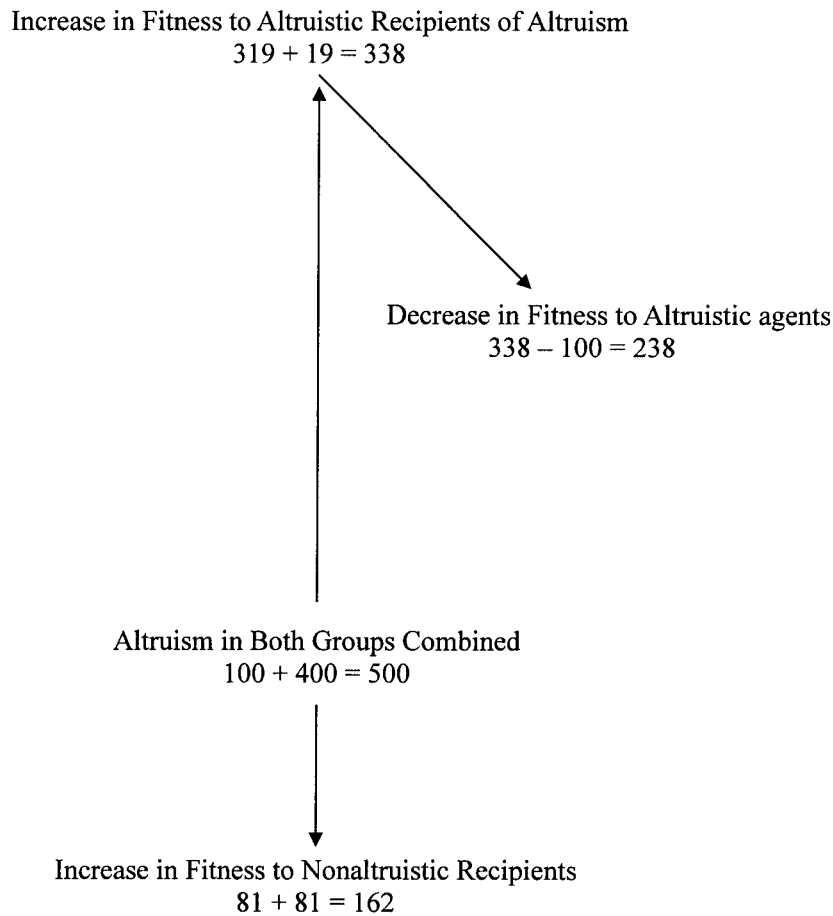 Increase in Fitness to Altruistic Recipients of Altruism
319 + 19 = 338
Decrease in Fitness to Altruistic agents
338 – 100 = 238
Altruism in Both Groups Combined
100 + 400 = 500
Increase in Fitness to Nonaltruistic Recipients
81 + 81 = 162